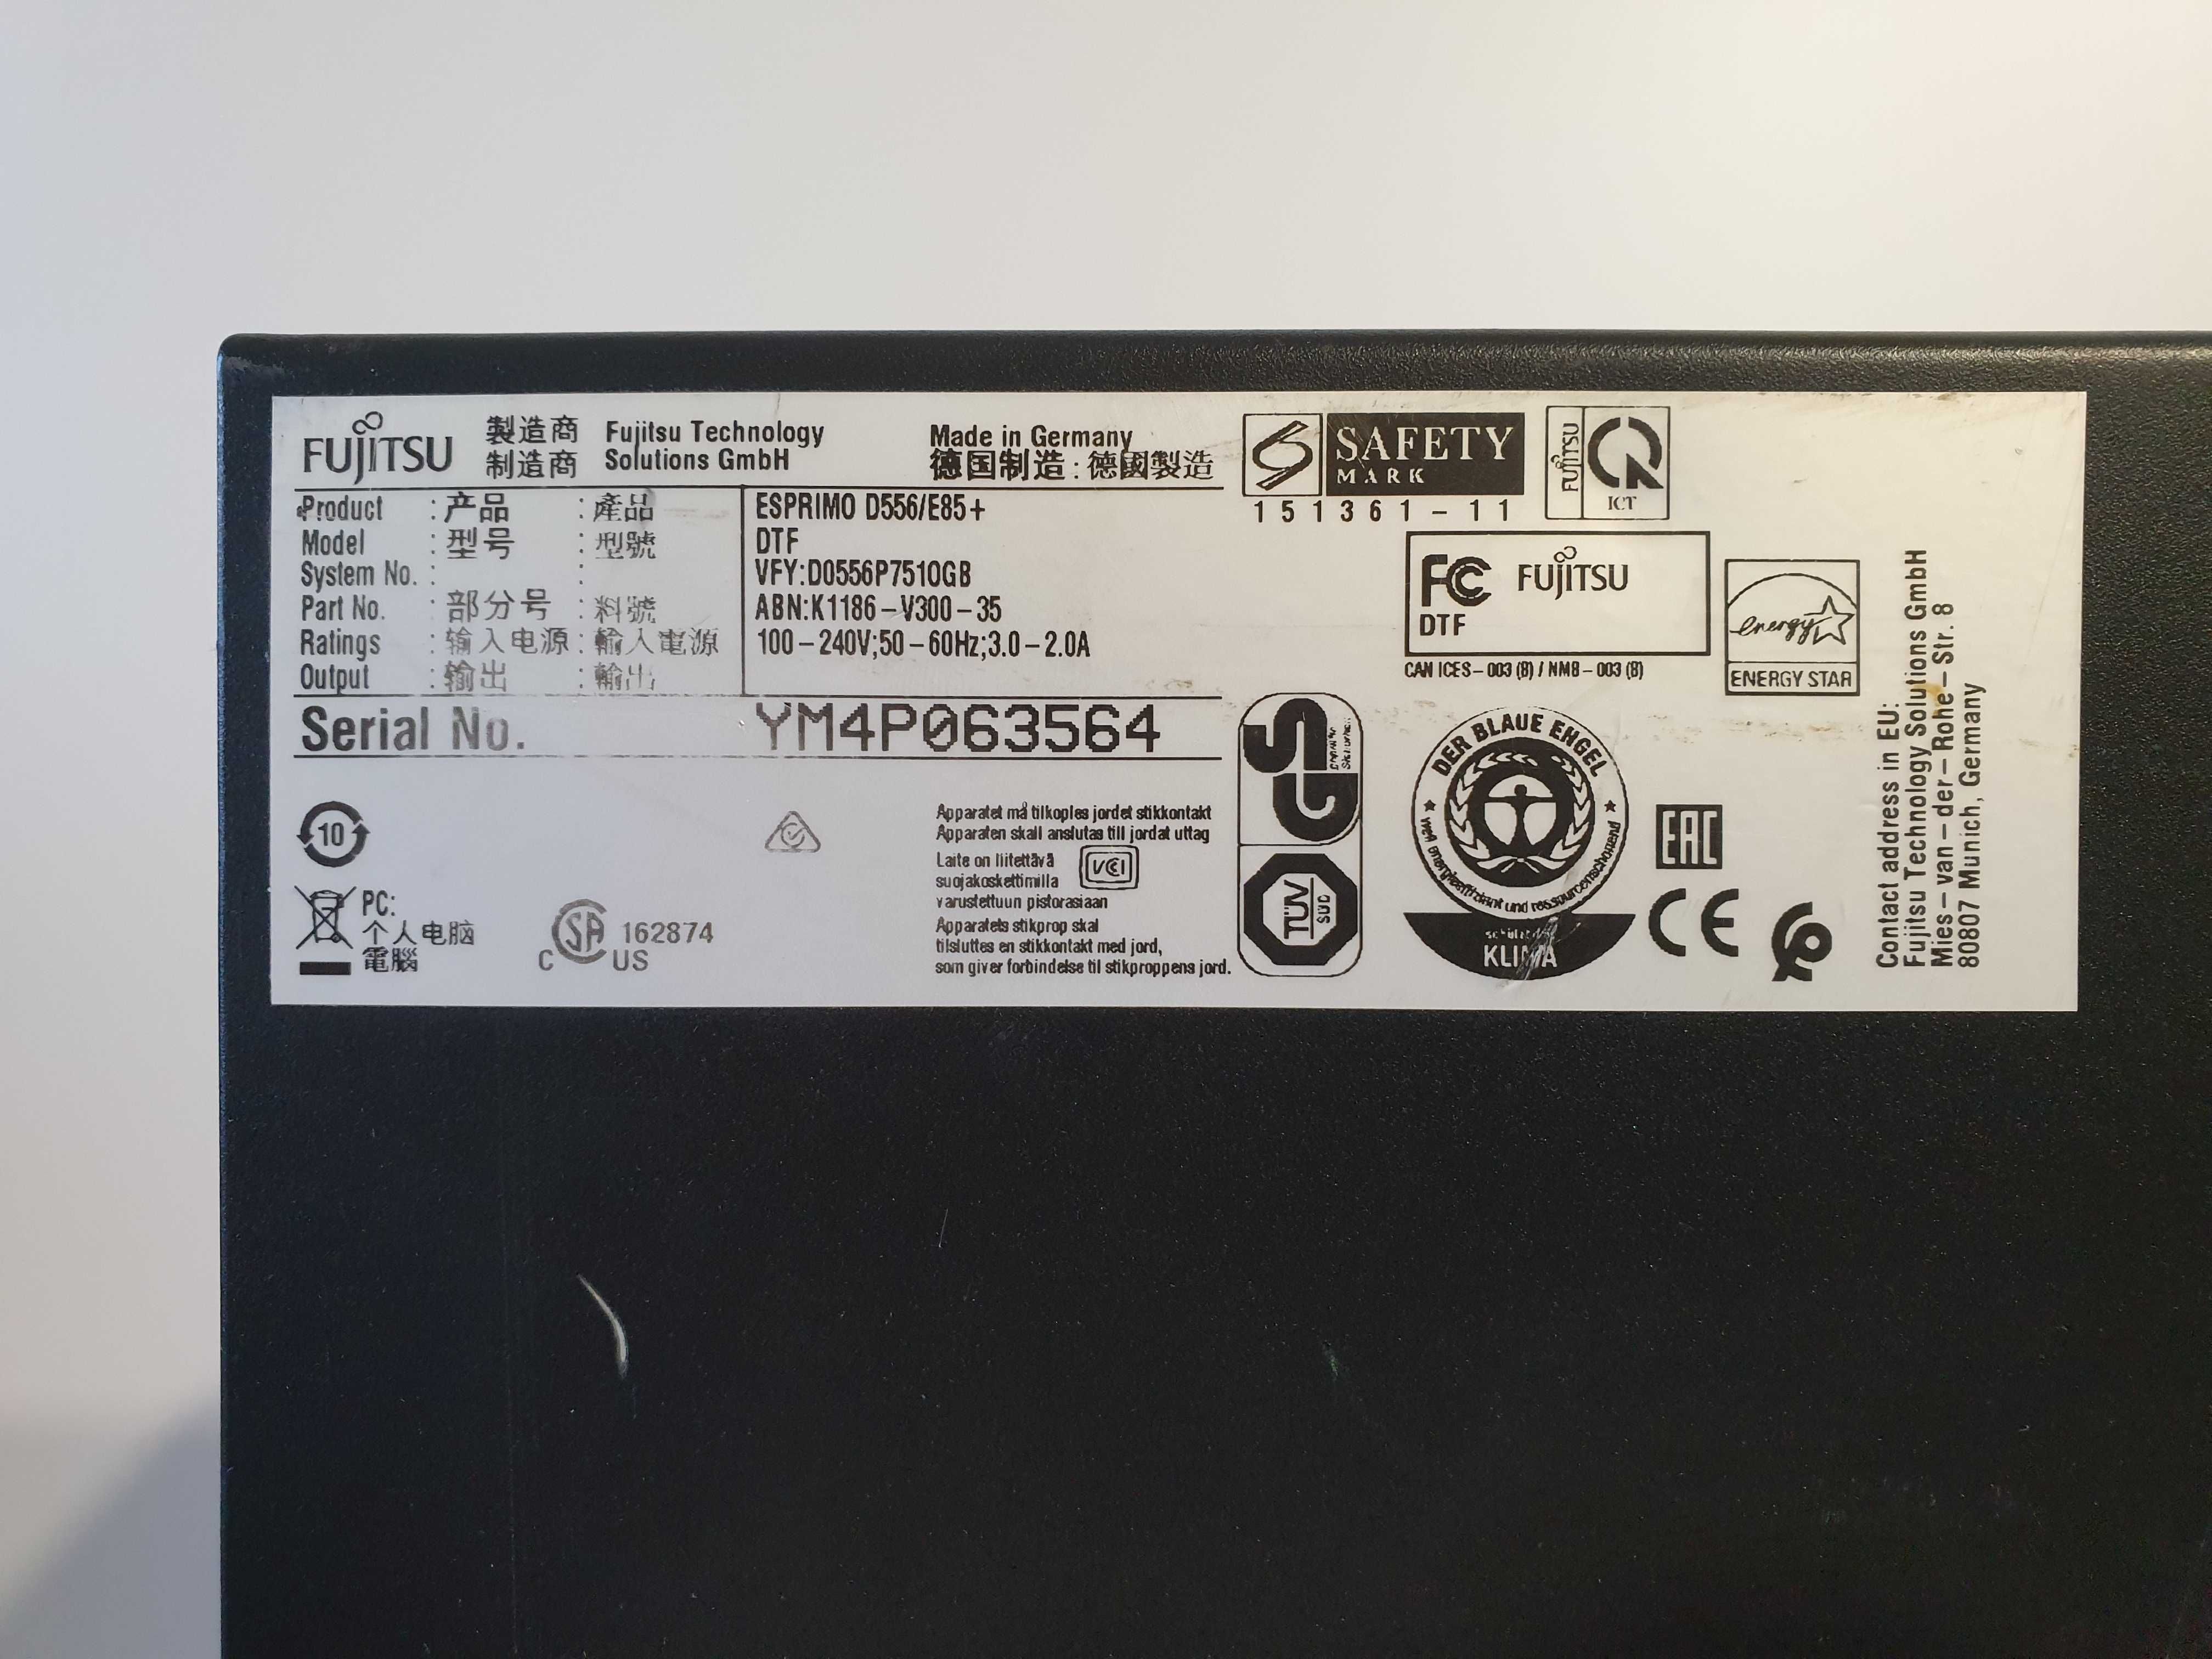 FUJITSU 製造商 Fujitsu Technology Made in Germany
制造商 Solutions GmbH 德国制造 : 德國製造
Product : 产品 : 產品 ESPRIMO D556/E85+
Model : 型号 : 型號 DTF
System No. : : VFY:D0556P7510GB
Part No. : 部分号 : 料號 ABN:K1186-V300-35
Ratings : 输入电源 : 輸入電源 100-240V;50-60Hz;3.0-2.0A
Output : 输出 : 輸出
Serial No. YM4P063564
SAFETY
MARK
151361-11
FUJITSU
ICT
FC FUJITSU
DTF
CAN ICES-003 (B) / NMB-003 (B)
energy
ENERGY STAR
10
PC:
个人电脑
電腦
SA 162874
C US
Apparatet må tilkoples jordet stikkontakt
Apparaten skall anslutas till jordat uttag
Laite on liitettävä
suojakoskettimilla
varustettuun pistorasiaan
VCI
Apparatets stikprop skal
tilsluttes en stikkontakt med jord,
som giver forbindelse til stikproppens jord.
GS
TÜV
SÜD
DER BLAUE ENGEL
weil energieeffizient und ressourcenschonend
KLIMA
EAC
CE
Contact address in EU:
Fujitsu Technology Solutions GmbH
Mies-van-der-Rohe-Str. 8
80807 Munich, Germany